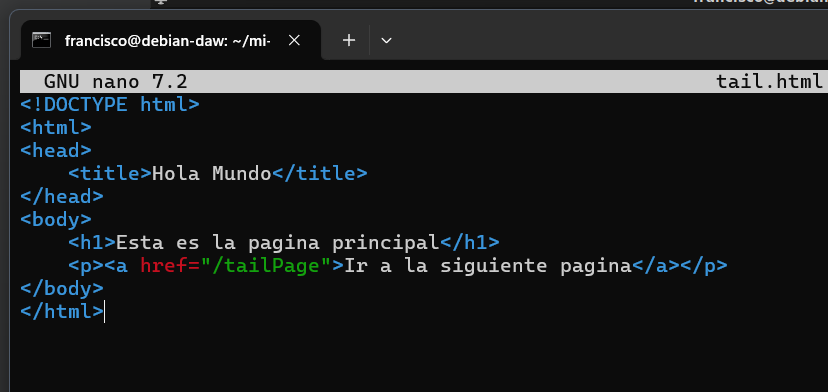 francisco@debian-daw: ~/mi-
GNU nano 7.2 tail.html
<!DOCTYPE html>
<html>
<head>
    <title>Hola Mundo</title>
</head>
<body>
    <h1>Esta es la pagina principal</h1>
    <p><a href="/tailPage">Ir a la siguiente pagina</a></p>
</body>
</html>